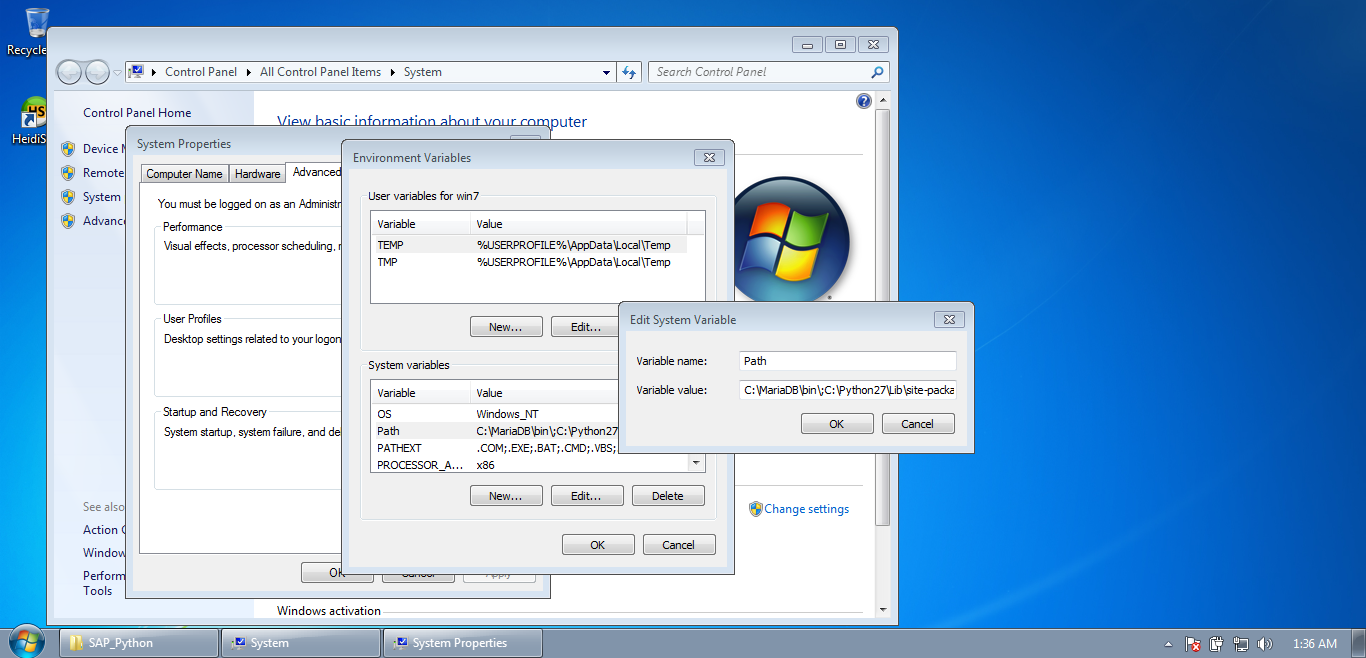 Recycle
HeidiS
Control Panel
All Control Panel Items
System
Search Control Panel
Control Panel Home
Device M
Remote
System
Advanc
See also
Action C
Window
Perform
Tools
View basic information about your computer
Change settings
Windows activation
System Properties
Computer Name
Hardware
Advanced
You must be logged on as an Administr
Performance
Visual effects, processor scheduling, r
User Profiles
Desktop settings related to your logon
Startup and Recovery
System startup, system failure, and de
OK
Cancel
Apply
Environment Variables
User variables for win7
Variable Value
TEMP %USERPROFILE%\AppData\Local\Temp
TMP %USERPROFILE%\AppData\Local\Temp
New... Edit...
System variables
Variable Value
OS Windows_NT
Path C:\MariaDB\bin\;C:\Python27
PATHEXT .COM;.EXE;.BAT;.CMD;.VBS;
PROCESSOR_A... x86
New... Edit... Delete
OK Cancel
Edit System Variable
Variable name: Path
Variable value: C:\MariaDB\bin\;C:\Python27\Lib\site-packa
OK Cancel
SAP_Python
System
System Properties
1:36 AM